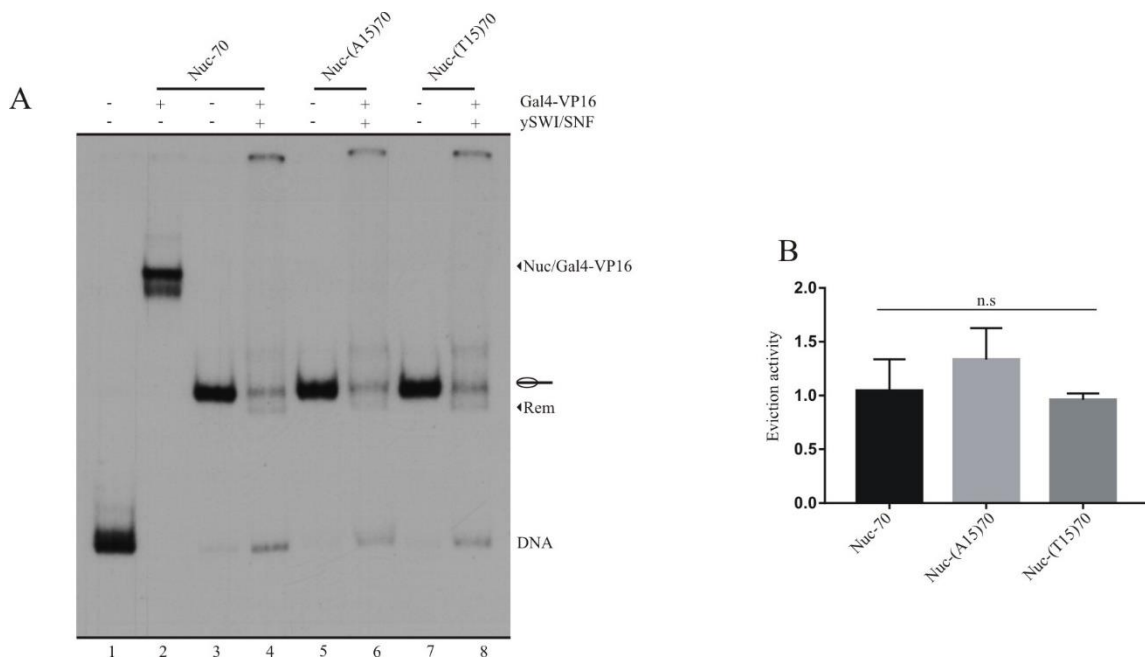 A
Nuc-70
Nuc-(A15)70
Nuc-(T15)70
- + - + - + - + Gal4-VP16
- - - + - + - + ySWI/SNF
Nuc/Gal4-VP16
Rem
DNA
1 2 3 4 5 6 7 8
B
n.s
2.0
1.5
1.0
0.5
0.0
Eviction activity
Nuc-70
Nuc-(A15)70
Nuc-(T15)70